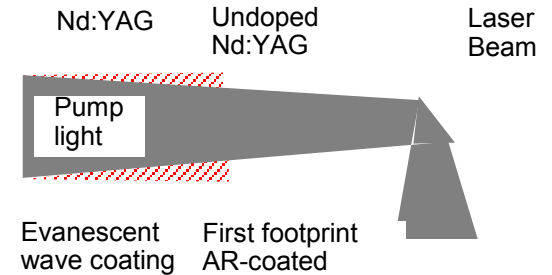 Nd:YAG
Undoped
Nd:YAG
Laser
Beam
Pump
light
Evanescent
wave coating
First footprint
AR-coated